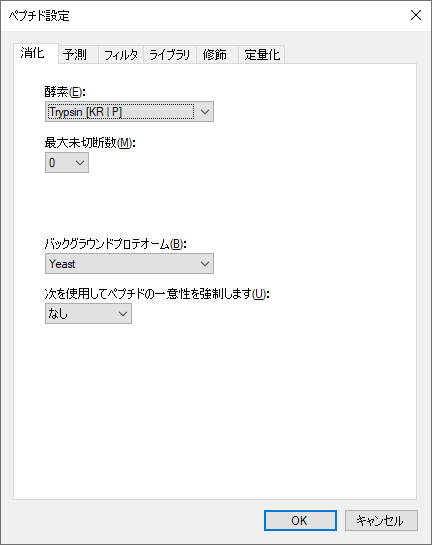 ペプチド設定
消化 予測 フィルタ ライブラリ 修飾 定量化
酵素(E):
Trypsin [KR | P]
最大未切断数(M):
0
バックグラウンドプロテオーム(B):
Yeast
次を使用してペプチドの一意性を強制します(U):
なし
OK キャンセル